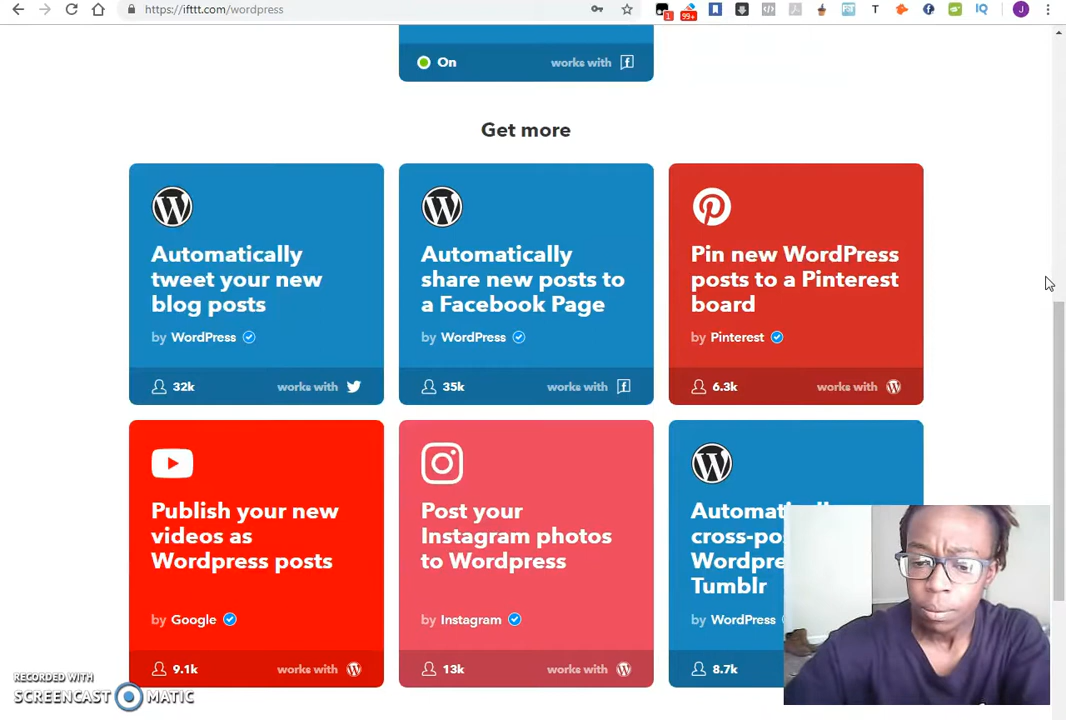 https://ifttt.com/wordpress
1
99+
T
IQ
J
On
works with
Get more
Automatically
tweet your new
blog posts
by WordPress
32k
works with
Automatically
share new posts to
a Facebook Page
by WordPress
35k
works with
Pin new WordPress
posts to a Pinterest
board
by Pinterest
6.3k
works with
Publish your new
videos as
Wordpress posts
by Google
9.1k
works with
Post your
Instagram photos
to Wordpress
by Instagram
13k
works with
Tumblr
by WordPress
8.7k
RECORDED WITH
SCREENCAST MATIC